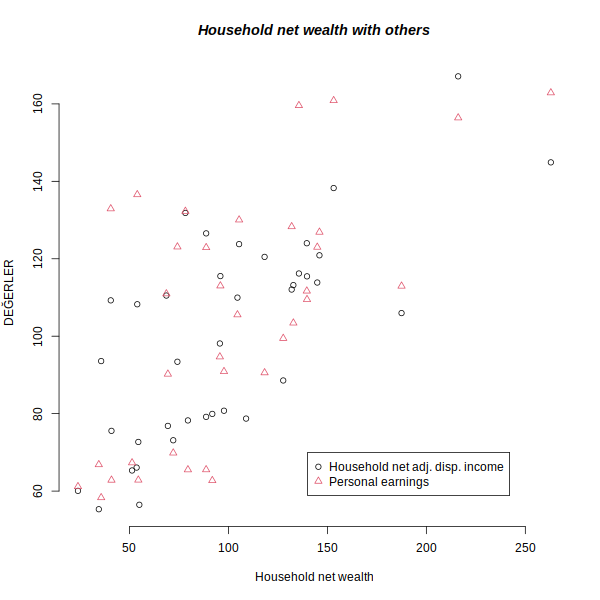 Household net wealth with others
DEĞERLER
160
140
120
100
80
60
Household net adj. disp. income
Personal earnings
50
100
150
200
250
Household net wealth